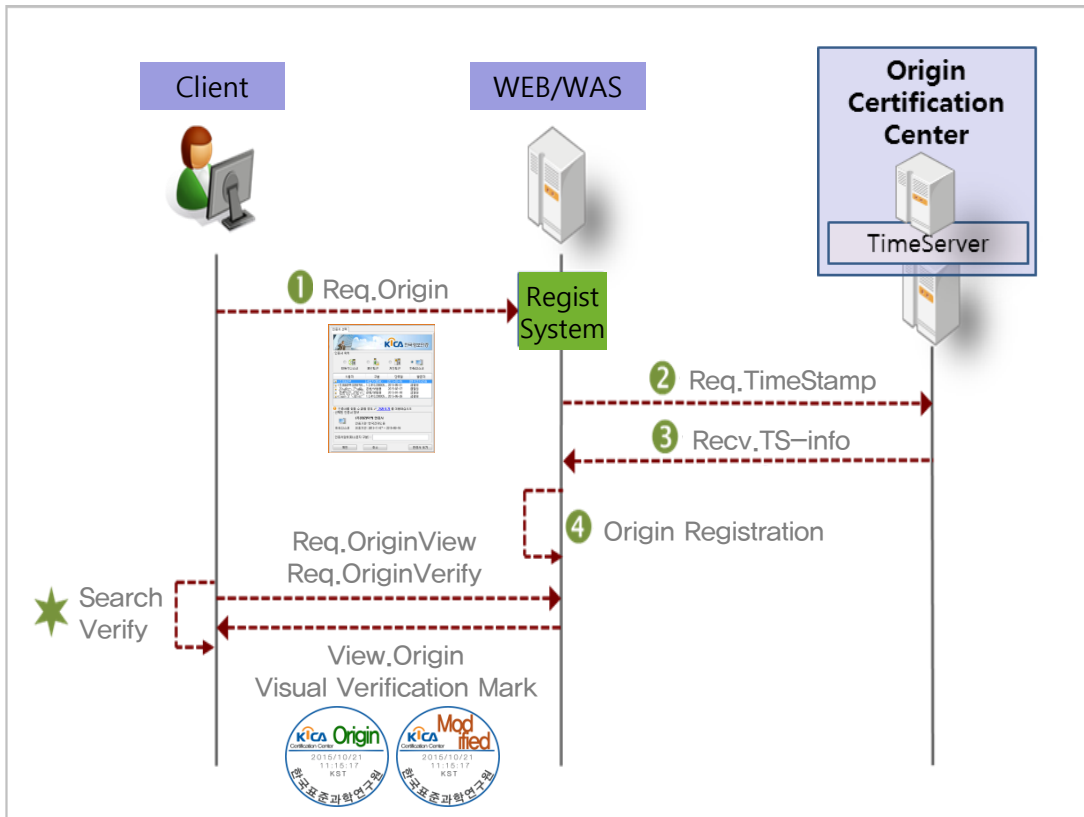 Client
WEB/WAS
Origin
Certification
Center
TimeServer
1 Req.Origin
Regist
System
KICA
2 Req.TimeStamp
3 Recv.TS-info
4 Origin Registration
Req.OriginView
Req.OriginVerify
Search
Verify
View.Origin
Visual Verification Mark
KICA Origin
Certification Center
2015/10/21
11:15:17
KST
한국표준과학연구원
KICA Mod
ified
Certification Center
2015/10/21
11:15:17
KST
한국표준과학연구원